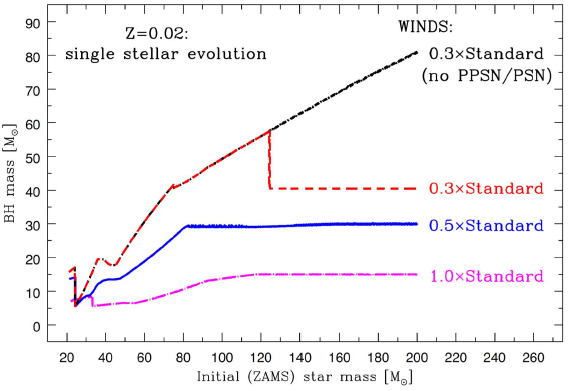 Z=0.02:
single stellar evolution
WINDS:
0.3×Standard
(no PPSN/PSN)
0.3×Standard
0.5×Standard
1.0×Standard
BH mass [M⊙]
90
80
70
60
50
40
30
20
10
0
20 40 60 80 100 120 140 160 180 200 220 240 260
Initial (ZAMS) star mass [M⊙]